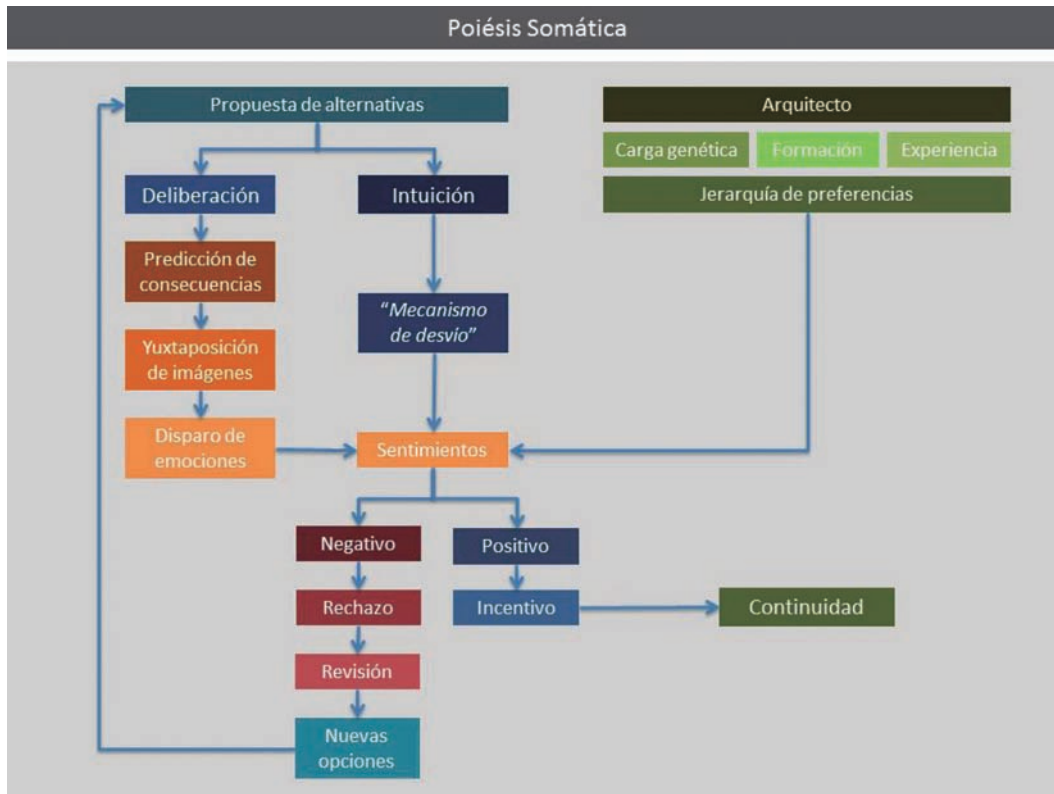 Poiésis Somática
Propuesta de alternativas
Arquitecto
Carga genética
Formación
Experiencia
Deliberación
Intuición
Jerarquía de preferencias
Predicción de
consecuencias
“Mecanismo
de desvío”
Yuxtaposición
de imágenes
Disparo de
emociones
Sentimientos
Negativo
Positivo
Rechazo
Incentivo
Continuidad
Revisión
Nuevas
opciones